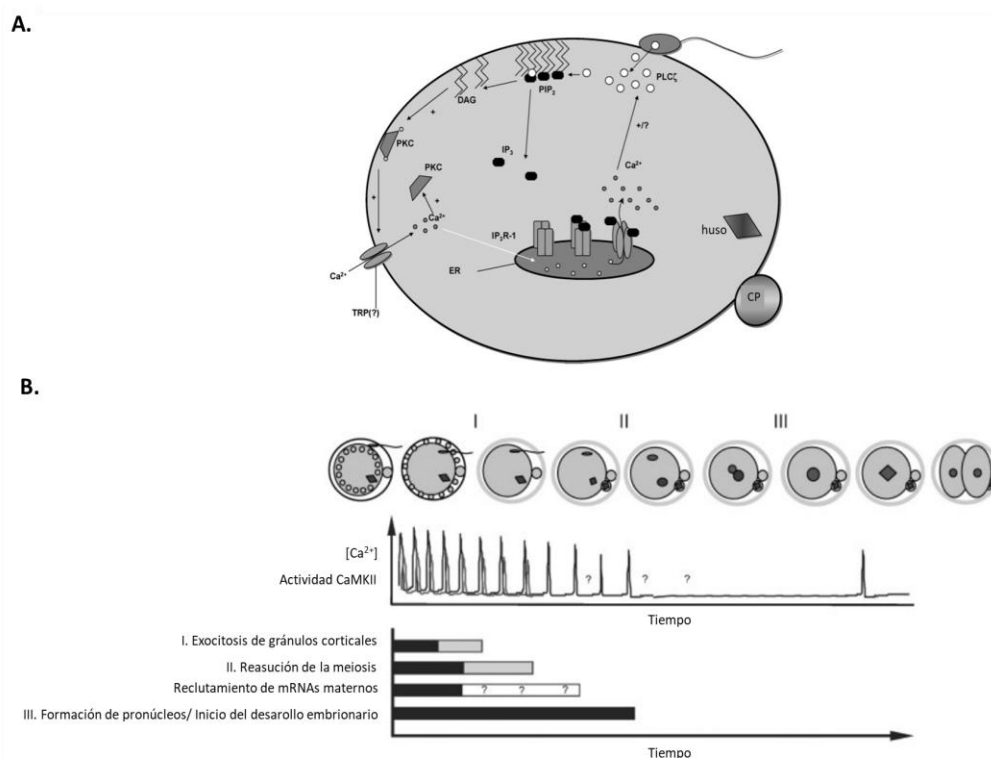 A.
PLCζ
PIP₂
DAG
+
+/?
PKC
IP₃
PKC
Ca²⁺
+
+
Ca²⁺
IP₃R-1
huso
ER
Ca²⁺
CP
TRP(?)
B.
I II III
[Ca²⁺]
Actividad CaMKII
? ? ?
Tiempo
I. Exocitosis de gránulos corticales
II. Reasución de la meiosis
Reclutamiento de mRNAs maternos ? ? ?
III. Formación de pronúcleos/ Inicio del desarollo embrionario
Tiempo